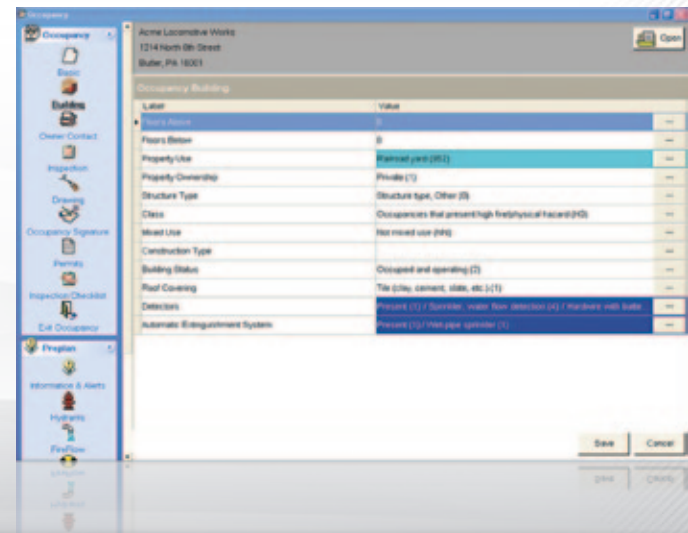 Occupancy
Occupancy
Basic
Building
Owner Contact
Inspection
Drawing
Occupancy Signature
Permits
Inspection Checklist
Exit Occupancy
Preplan
Information & Alerts
Hydrants
FireFlow
Acme Locomotive Works
1214 North 8th Street
Butler, PA 16001
Open
Occupancy Building
Label Value
Floors Above
Floors Below 0
Property Use Railroad yard (952)
Property Ownership Private (1)
Structure Type Structure type, Other (0)
Class Occupancies that present high fire/physical hazard (H3)
Mixed Use Not mixed use (NN)
Construction Type
Building Status Occupied and operating (2)
Roof Covering Tile (clay, cement, slate, etc.) (1)
Detectors Present (1) / Sprinkler, water flow detection (4) / Hardwire with batte
Automatic Extinguishment System Present (1) / Wet-pipe sprinkler (1)
Save Cancel